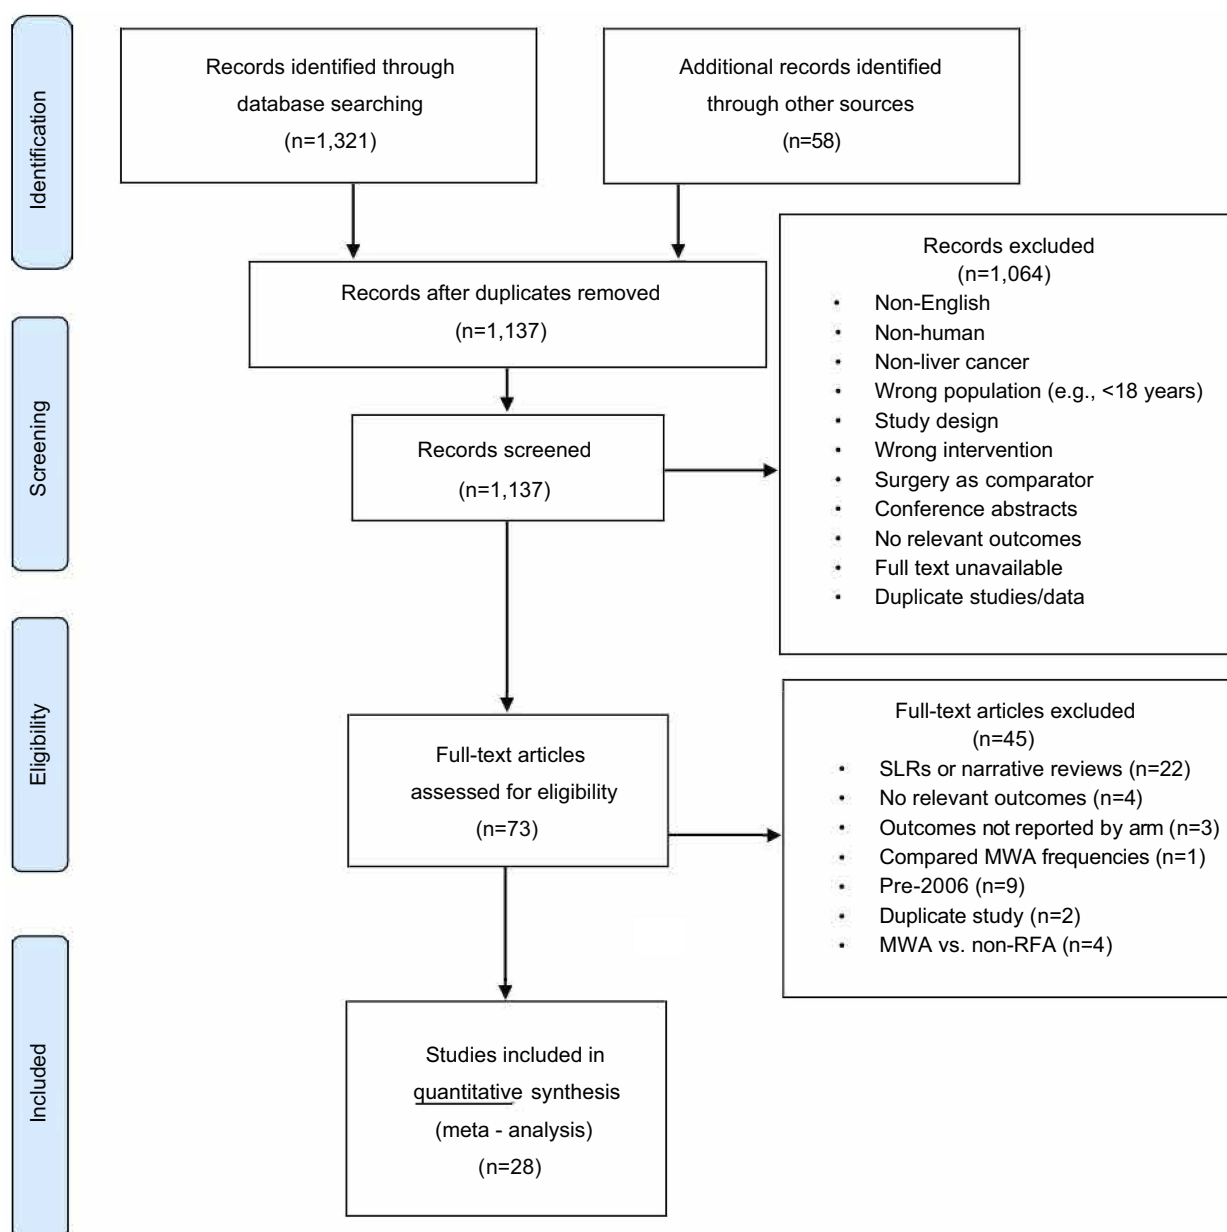 Identification
Records identified through
database searching
(n=1,321)
Additional records identified
through other sources
(n=58)
Records after duplicates removed
(n=1,137)
Records excluded
(n=1,064)
• Non-English
• Non-human
• Non-liver cancer
• Wrong population (e.g., <18 years)
• Study design
• Wrong intervention
• Surgery as comparator
• Conference abstracts
• No relevant outcomes
• Full text unavailable
• Duplicate studies/data
Screening
Records screened
(n=1,137)
Eligibility
Full-text articles
assessed for eligibility
(n=73)
Full-text articles excluded
(n=45)
• SLRs or narrative reviews (n=22)
• No relevant outcomes (n=4)
• Outcomes not reported by arm (n=3)
• Compared MWA frequencies (n=1)
• Pre-2006 (n=9)
• Duplicate study (n=2)
• MWA vs. non-RFA (n=4)
Included
Studies included in
quantitative synthesis
(meta - analysis)
(n=28)